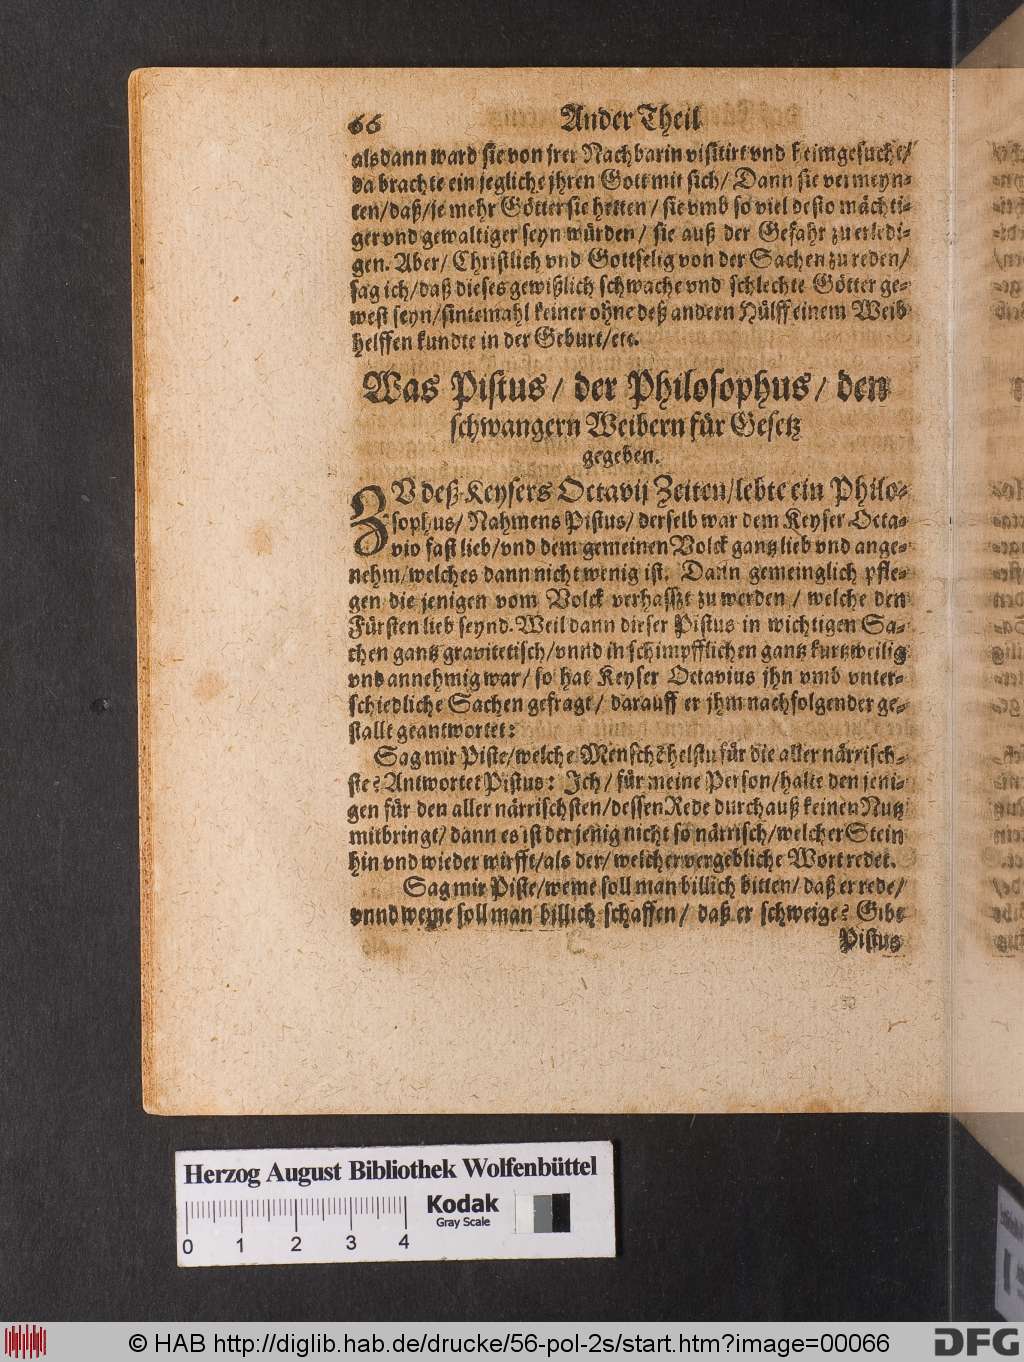 66 Ander Theil
alsdann ward sie von jrer Nachbarin visitirt vnd heimgesucht/
da brachte ein jegliche jhren Gott mit sich/ Dann sie vermeyn-
ten/daß/je mehr Götter sie hetten/ sie vmb so viel desto mächti-
ger vnd gewaltiger seyn würden/ sie auß der Gefahr zu erledi-
gen. Aber/ Christlich vnd Gottselig von der Sachen zu reden/
sag ich/daß dieses gewißlich schwache vnd schlechte Götter ge-
west seyn/sintemahl keiner ohne deß andern Hülff einem Weib
helffen kundte in der Geburt/etc.
Was Pistus/ der Philosophus/ den
schwangern Weibern für Gesetz
gegeben.
ZV deß Keysers Octavij Zeiten/lebte ein Philo-
sophus/ Nahmens Pistus/ derselb war dem Keyser Octa-
vio fast lieb/vnd dem gemeinen Volck gantz lieb vnd ange-
nehm/welches dann nicht wenig ist. Dann gemeinglich pfle-
gen die jenigen vom Volck verhasszt zu werden/ welche den
Fürsten lieb seynd. Weil dann dieser Pistus in wichtigen Sa-
chen gantz gravitetisch/vnnd in schimpfflichen gantz kurtzweilig
vnd annehmig war/ so hat Keyser Octavius jhn vmb vnter-
schiedliche Sachen gefragt/ darauff er jhm nachfolgender ge-
stallt geantwortet:
Sag mir Piste/welche Mensch helstu für die aller närrisch-
ste? Antwortet Pistus: Ich/ für meine Person/halte den jeni-
gen für den aller närrischsten/dessen Rede durchauß keinen Nutz
mitbringt/ dann es ist der jenig nicht so närrisch/welcher Stein
hin vnd wieder wirfft/als der/ welcher vergebliche Wort redet.
Sag mir Piste/weme soll man billich bitten/ daß er rede/
vnnd weme soll man billich schaffen/ daß er schweige? Gibt
Pistus
Herzog August Bibliothek Wolfenbüttel
Kodak
Gray Scale
0 1 2 3 4
© HAB http://diglib.hab.de/drucke/56-pol-2s/start.htm?image=00066
DFG